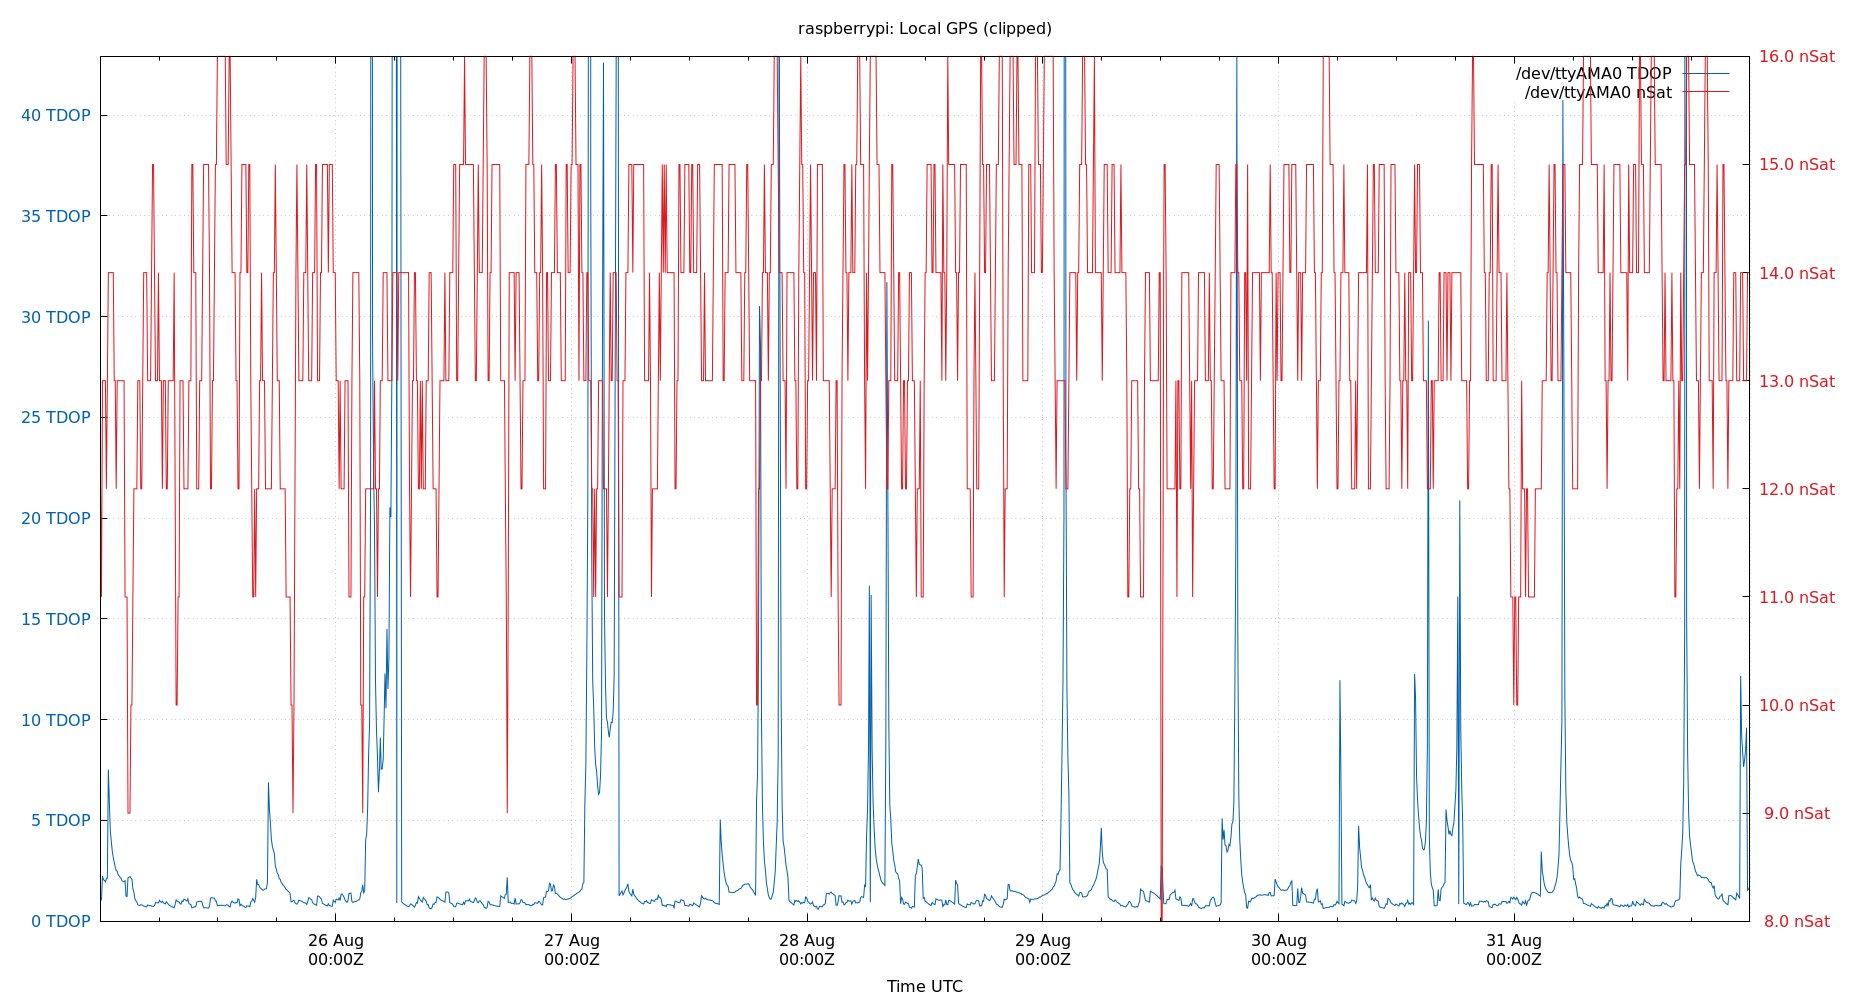 raspberrypi: Local GPS (clipped)
/dev/ttyAMA0 TDOP
/dev/ttyAMA0 nSat
40 TDOP
35 TDOP
30 TDOP
25 TDOP
20 TDOP
15 TDOP
10 TDOP
5 TDOP
0 TDOP
16.0 nSat
15.0 nSat
14.0 nSat
13.0 nSat
12.0 nSat
11.0 nSat
10.0 nSat
9.0 nSat
8.0 nSat
26 Aug
00:00Z
27 Aug
00:00Z
28 Aug
00:00Z
29 Aug
00:00Z
30 Aug
00:00Z
31 Aug
00:00Z
Time UTC